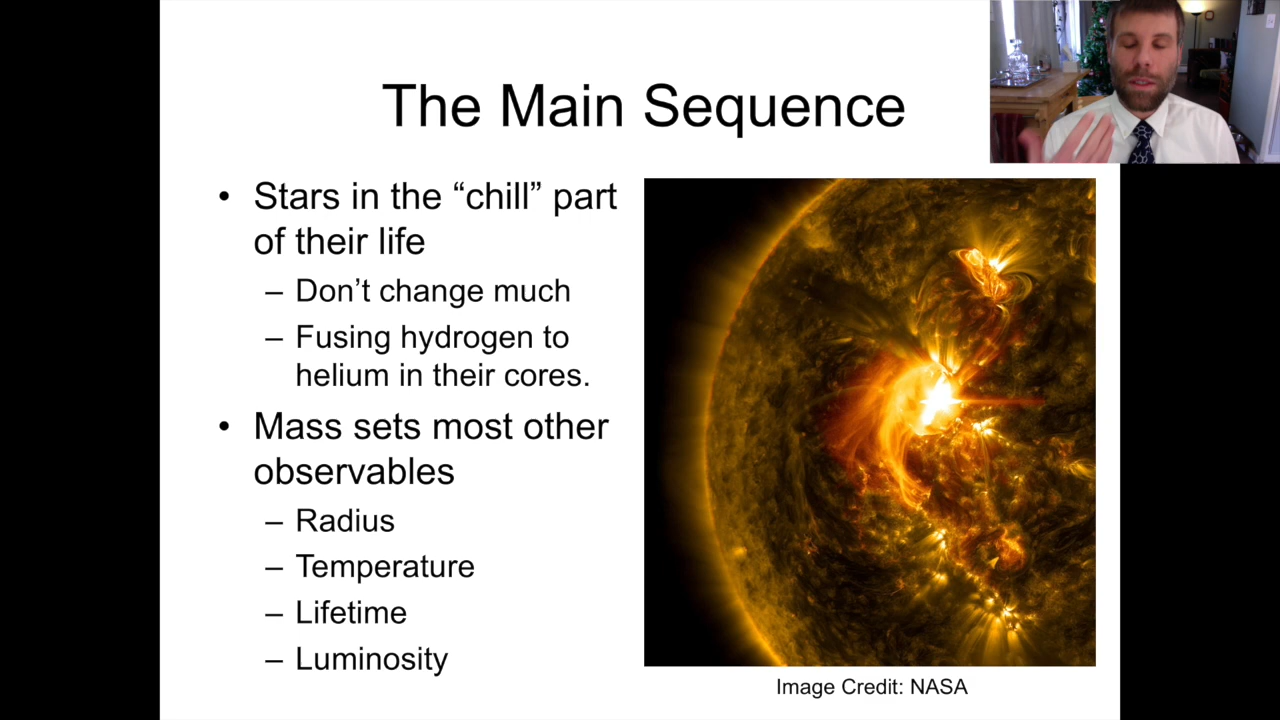 The Main Sequence
• Stars in the “chill” part
of their life
– Don’t change much
– Fusing hydrogen to
helium in their cores.
• Mass sets most other
observables
– Radius
– Temperature
– Lifetime
– Luminosity
Image Credit: NASA